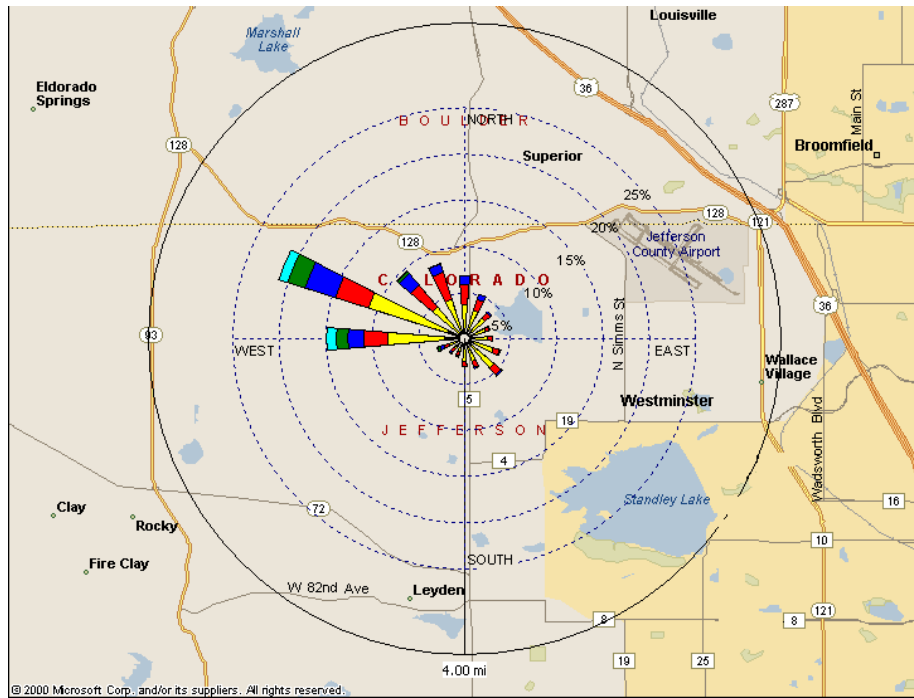 Louisville
Marshall
Lake
36
Eldorado
Springs
287
Main St
BOULDER
NORTH
128
Broomfield
Superior
25%
128
121
20%
Jefferson
County Airport
128
15%
COLORADO
10%
36
5%
93
WEST
EAST
N Simms St
Wallace
Village
5
Westminster
19
JEFFERSON
Wadsworth Blvd
4
Standley Lake
16
Clay
72
Rocky
10
SOUTH
Fire Clay
W 82nd Ave
Leyden
121
8
8
19
25
4.00 mi
© 2000 Microsoft Corp. and/or its suppliers. All rights reserved.